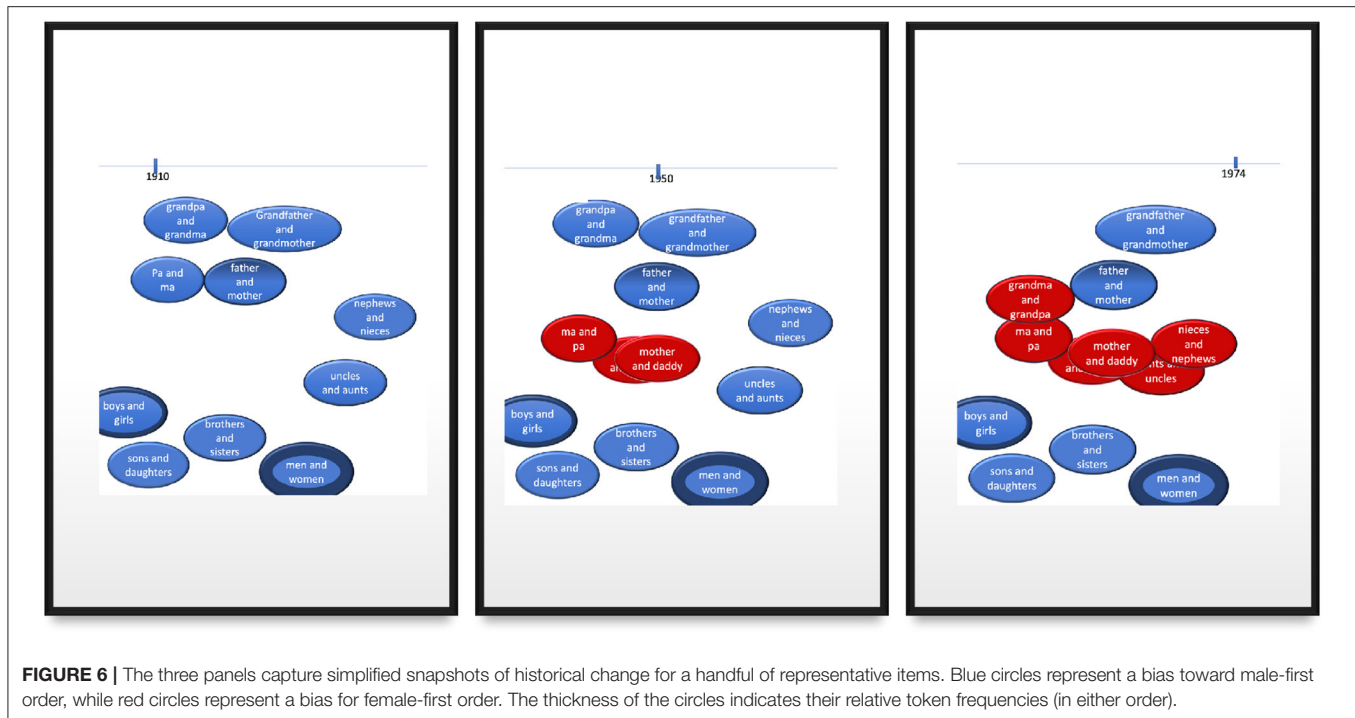 1910
grandpa
and
grandma
Grandfather
and
grandmother
Pa and
ma
father
and
mother
nephews
and
nieces
uncles
and aunts
boys and
girls
brothers
and
sisters
sons and
daughters
men and
women
1950
grandpa
and
grandma
grandfather
and
grandmother
father
and
mother
nephews
and
nieces
ma and
pa
mother
and daddy
uncles
and aunts
boys and
girls
brothers
and
sisters
sons and
daughters
men and
women
1974
grandfather
and
grandmother
father
and
mother
grandma
and
grandpa
ma and
pa
mother
and daddy
nieces
and
nephews
uncles
boys and
girls
brothers
and
sisters
sons and
daughters
men and
women
FIGURE 6 | The three panels capture simplified snapshots of historical change for a handful of representative items. Blue circles represent a bias toward male-first
order, while red circles represent a bias for female-first order. The thickness of the circles indicates their relative token frequencies (in either order).